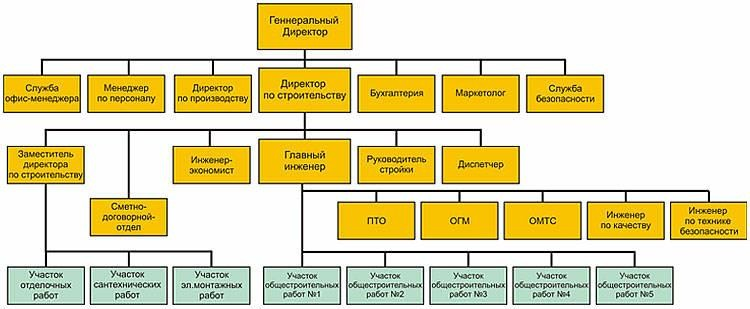 Геннеральный
Директор
Служба
офис-менеджера
Менеджер
по персоналу
Директор
по производству
Директор
по строительству
Бухгалтерия
Маркетолог
Служба
безопасности
Заместитель
директора
по строительству
Сметно-
договорной-
отдел
Инженер-
экономист
Главный
инженер
Руководитель
стройки
Диспетчер
ПТО
ОГМ
ОМТС
Инженер
по качеству
Инженер
по технике
безопасности
Участок
отделочных
работ
Участок
сантехнических
работ
Участок
эл.монтажных
работ
Участок
общестроительных
работ №1
Участок
общестроительных
работ №2
Участок
общестроительных
работ №3
Участок
общестроительных
работ №4
Участок
общестроительных
работ №5